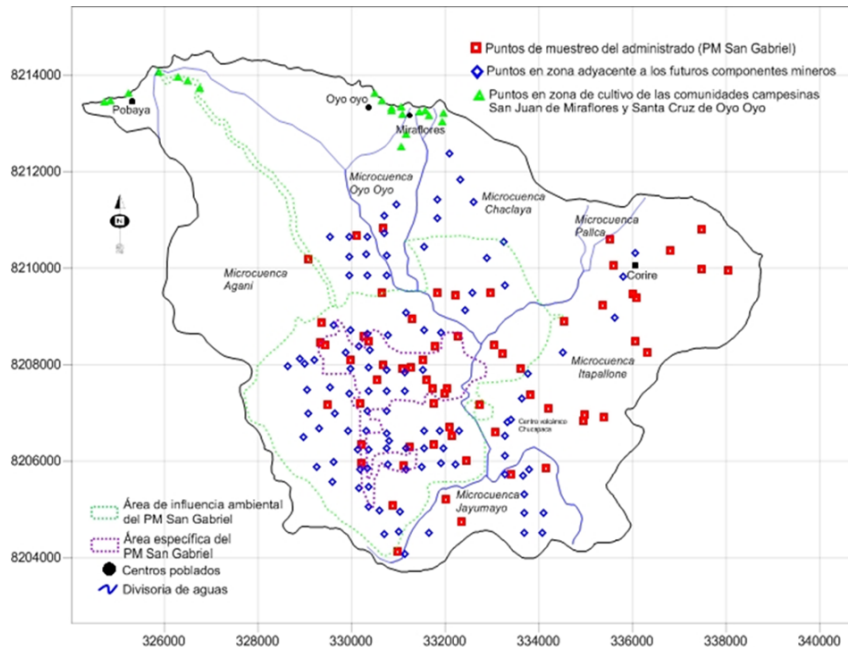 8214000
8212000
8210000
8208000
8206000
8204000
326000
328000
330000
332000
334000
336000
338000
340000
Puntos de muestreo del administrado (PM San Gabriel)
Puntos en zona adyacente a los futuros componentes mineros
Puntos en zona de cultivo de las comunidades campesinas
San Juan de Miraflores y Santa Cruz de Oyo Oyo
Pobaya
Oyo oyo
Miraflores
Microcuenca
Oyo Oyo
Microcuenca
Chaclaya
Microcuenca
Pallca
Corire
Microcuenca
Agani
N
Microcuenca
Itapallone
Centro volcánico
Chucapaca
Microcuenca
Jayumayo
Área de influencia ambiental
del PM San Gabriel
Área específica del
PM San Gabriel
Centros poblados
Divisoria de aguas